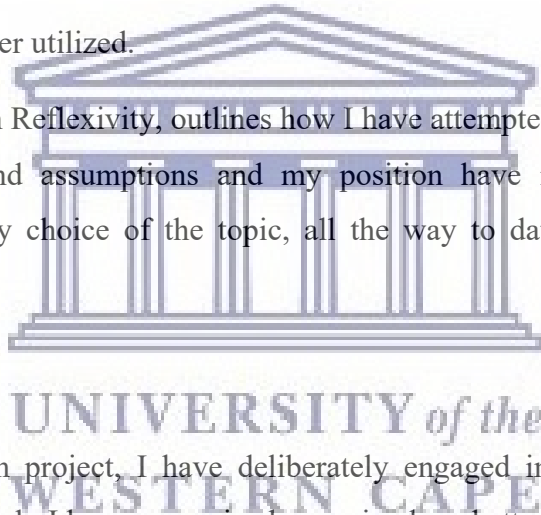 er utilized.
n Reflexivity, outlines how I have attempte
nd assumptions and my position have
y choice of the topic, all the way to da
UNIVERSITY of the
n project, I have deliberately engaged in
WESTERN CAPE